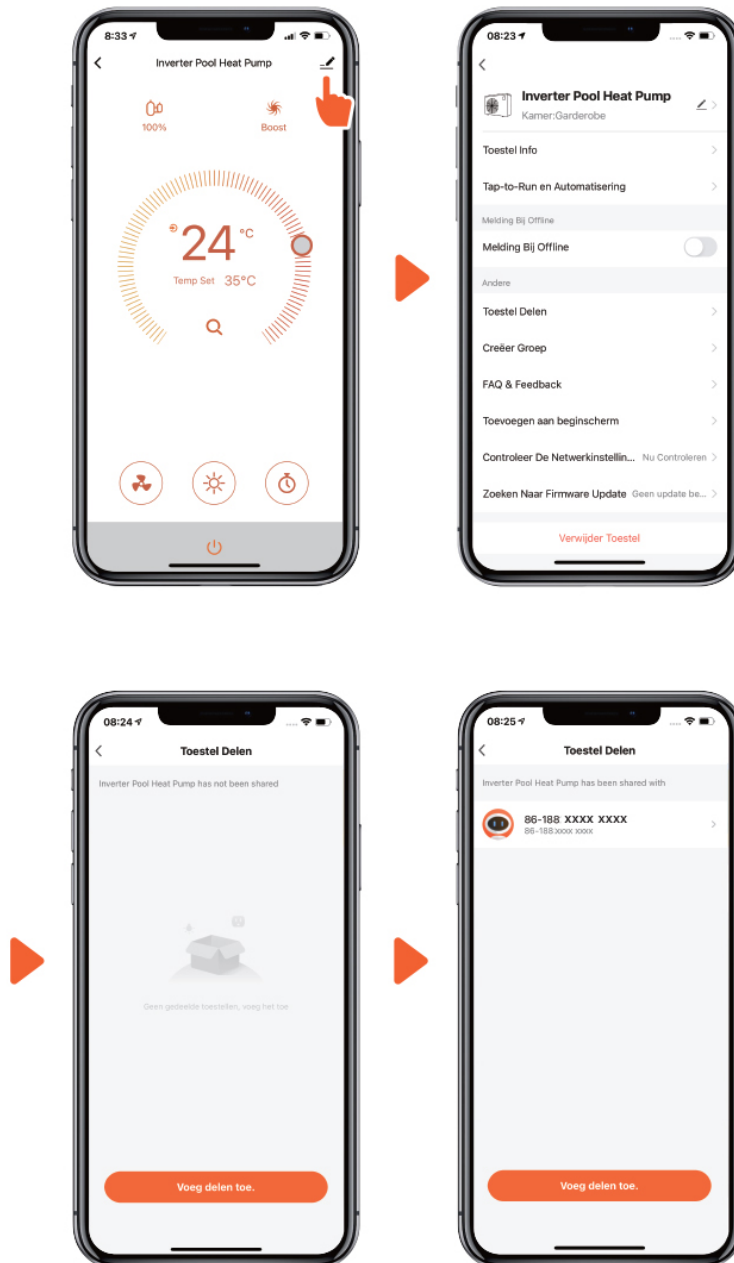 8:33
Inverter Pool Heat Pump
100%
Boost
24 °C
Temp Set 35°C
08:23
Inverter Pool Heat Pump
Kamer:Garderobe
Toestel Info
Tap-to-Run en Automatisering
Melding Bij Offline
Melding Bij Offline
Andere
Toestel Delen
Creëer Groep
FAQ & Feedback
Toevoegen aan beginscherm
Controleer De Netwerkinstellin... Nu Controleren
Zoeken Naar Firmware Update Geen update be...
Verwijder Toestel
08:24
Toestel Delen
Inverter Pool Heat Pump has not been shared
Geen gedeelde toestellen, voeg het toe
Voeg delen toe.
08:25
Toestel Delen
Inverter Pool Heat Pump has been shared with
86-188 XXXX XXXX
86-188 xxxx xxxx
Voeg delen toe.